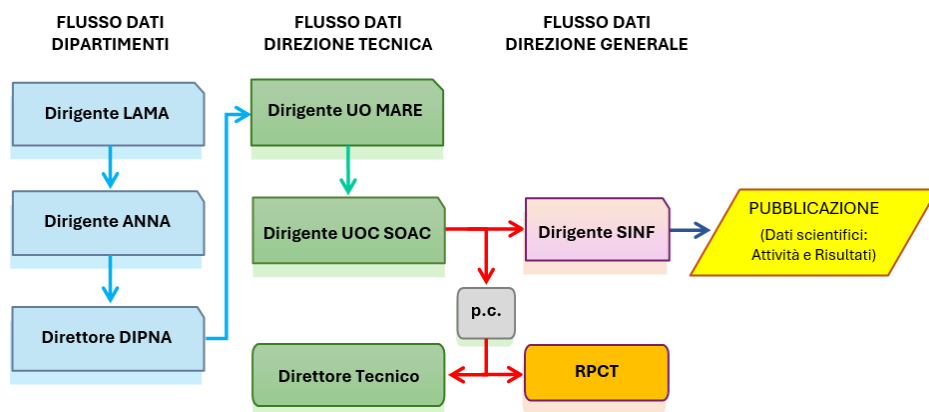 FLUSSO DATI
DIPARTIMENTI
FLUSSO DATI
DIREZIONE TECNICA
FLUSSO DATI
DIREZIONE GENERALE
Dirigente LAMA
Dirigente UO MARE
Dirigente ANNA
Dirigente UOC SOAC
Dirigente SINF
PUBBLICAZIONE
(Dati scientifici:
Attività e Risultati)
p.c.
Direttore DIPNA
Direttore Tecnico
RPCT